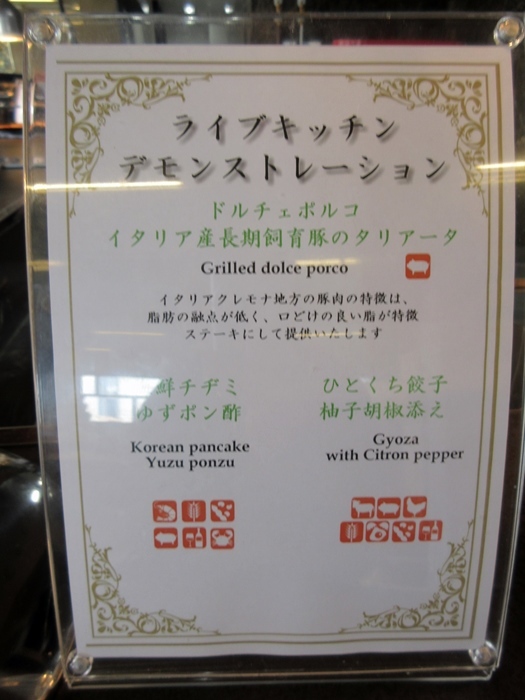 ライブキッチン
デモンストレーション
ドルチェポルコ
イタリア産長期飼育豚のタリアータ
Grilled dolce porco
イタリアクレモナ地方の豚肉の特徴は、
脂肪の融点が低く、口どけの良い脂が特徴
ステーキにして提供いたします
鮮チヂミ
ゆずポン酢
Korean pancake
Yuzu ponzu
ひとくち餃子
柚子胡椒添え
Gyoza
with Citron pepper